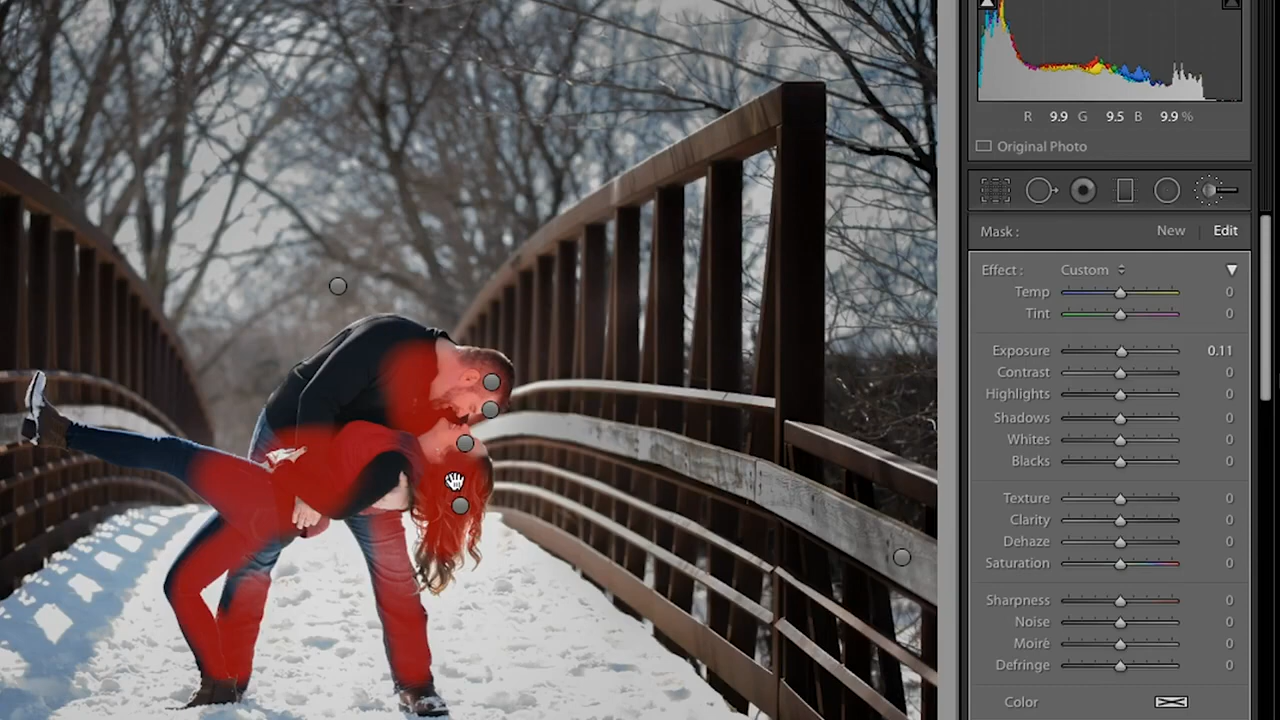 R 9.9 G 9.5 B 9.9 %
Original Photo
Mask : New Edit
Effect : Custom
Temp 0
Tint 0
Exposure 0.11
Contrast 0
Highlights 0
Shadows 0
Whites 0
Blacks 0
Texture 0
Clarity 0
Dehaze 0
Saturation 0
Sharpness 0
Noise 0
Moiré 0
Defringe 0
Color